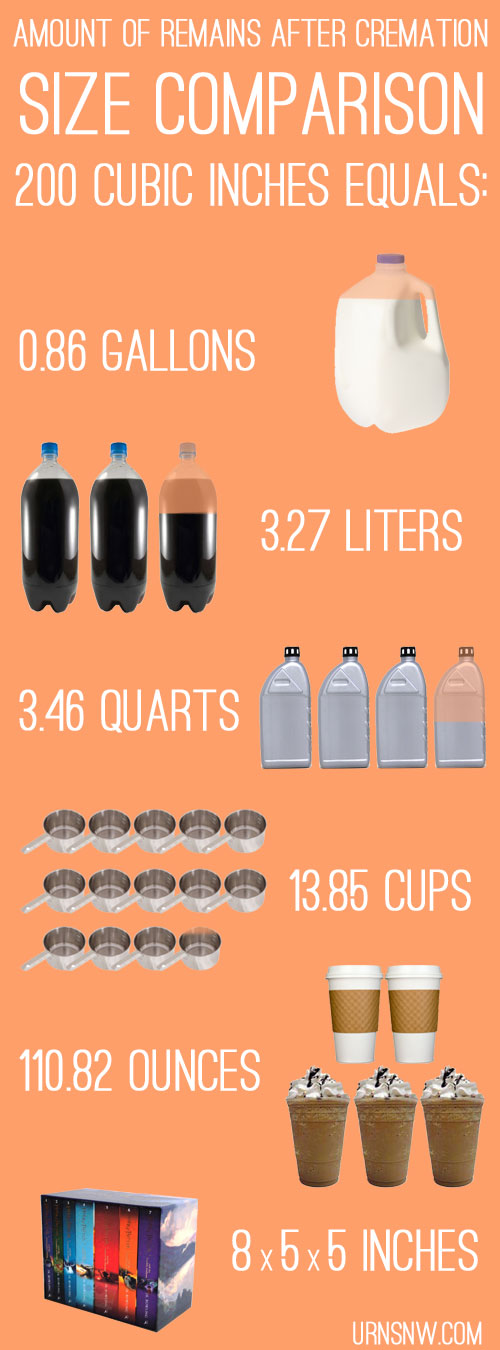 AMOUNT OF REMAINS AFTER CREMATION
SIZE COMPARISON
200 CUBIC INCHES EQUALS:
0.86 GALLONS
3.27 LITERS
3.46 QUARTS
13.85 CUPS
110.82 OUNCES
8 x 5 x 5 INCHES
URNSNW.COM